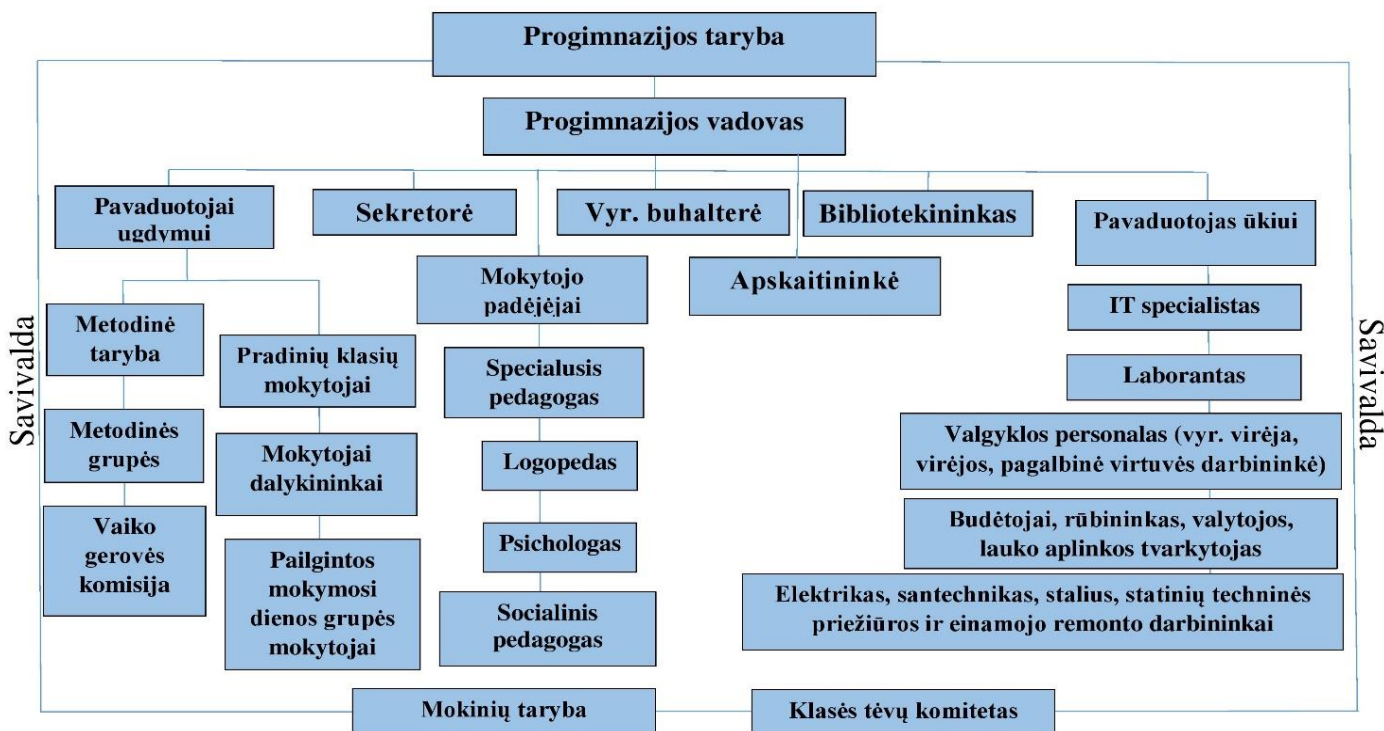 Progimnazijos taryba
Progimnazijos vadovas
Pavaduotojai
ugdymui
Sekretorė
Vyr. buhalterė
Bibliotekininkas
Pavaduotojas ūkiui
Mokytojo
padėjėjai
Apskaitininkė
IT specialistas
Metodinė
taryba
Pradinių klasių
mokytojai
Specialusis
pedagogas
Laborantas
Savivalda
Savivalda
Metodinės
grupės
Mokytojai
dalykininkai
Logopedas
Valgyklos personalas (vyr. virėja,
virėjos, pagalbinė virtuvės darbininkė)
Vaiko
gerovės
komisija
Pailgintos
mokymosi
dienos grupės
mokytojai
Psichologas
Budėtojai, rūbininkas, valytojos,
lauko aplinkos tvarkytojas
Socialinis
pedagogas
Elektrikas, santechnikas, stalius, statinių techninės
priežiūros ir einamojo remonto darbininkai
Mokinių taryba
Klasės tėvų komitetas